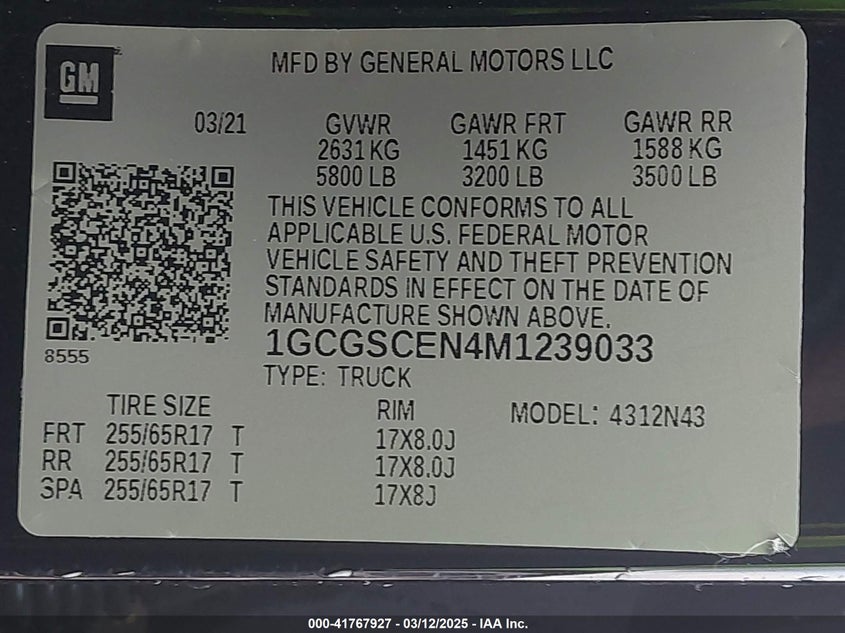 GM
MFD BY GENERAL MOTORS LLC
03/21 GVWR GAWR FRT GAWR RR
2631 KG 1451 KG 1588 KG
5800 LB 3200 LB 3500 LB
THIS VEHICLE CONFORMS TO ALL
APPLICABLE U.S. FEDERAL MOTOR
VEHICLE SAFETY AND THEFT PREVENTION
STANDARDS IN EFFECT ON THE DATE OF
MANUFACTURE SHOWN ABOVE.
8555
1GCGSCEN4M1239033
TYPE: TRUCK
TIRE SIZE RIM MODEL: 4312N43
FRT 255/65R17 T 17X8.0J
RR 255/65R17 T 17X8.0J
SPA 255/65R17 T 17X8J
000-41767927 - 03/12/2025 - IAA Inc.